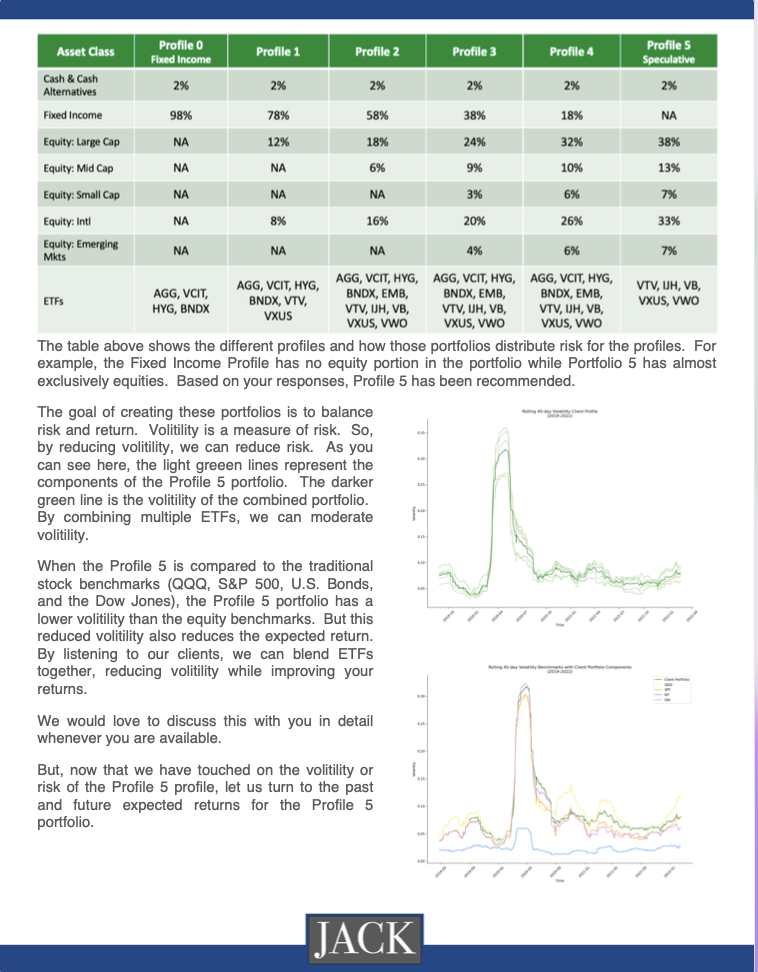 Asset Class Profile 0 Fixed Income Profile 1 Profile 2 Profile 3 Profile 4 Profile 5 Speculative
Cash & Cash Alternatives 2% 2% 2% 2% 2% 2%
Fixed Income 98% 78% 58% 38% 18% NA
Equity: Large Cap NA 12% 18% 24% 32% 38%
Equity: Mid Cap NA NA 6% 9% 10% 13%
Equity: Small Cap NA NA NA 3% 6% 7%
Equity: Intl NA 8% 16% 20% 26% 33%
Equity: Emerging Mkts NA NA NA 4% 6% 7%
ETFs AGG, VCIT, HYG, BNDX AGG, VCIT, HYG, BNDX, VTV, VXUS AGG, VCIT, HYG, BNDX, EMB, VTV, IJH, VB, VXUS, VWO AGG, VCIT, HYG, BNDX, EMB, VTV, IJH, VB, VXUS, VWO AGG, VCIT, HYG, BNDX, EMB, VTV, IJH, VB, VXUS, VWO VTV, IJH, VB, VXUS, VWO
The table above shows the different profiles and how those portfolios distribute risk for the profiles. For
example, the Fixed Income Profile has no equity portion in the portfolio while Portfolio 5 has almost
exclusively equities. Based on your responses, Profile 5 has been recommended.
The goal of creating these portfolios is to balance
risk and return. Volitility is a measure of risk. So,
by reducing volitility, we can reduce risk. As you
can see here, the light greeen lines represent the
components of the Profile 5 portfolio. The darker
green line is the volitility of the combined portfolio.
By combining multiple ETFs, we can moderate
volitility.
When the Profile 5 is compared to the traditional
stock benchmarks (QQQ, S&P 500, U.S. Bonds,
and the Dow Jones), the Profile 5 portfolio has a
lower volitility than the equity benchmarks. But this
reduced volitility also reduces the expected return.
By listening to our clients, we can blend ETFs
together, reducing volitility while improving your
returns.
We would love to discuss this with you in detail
whenever you are available.
But, now that we have touched on the volitility or
risk of the Profile 5 profile, let us turn to the past
and future expected returns for the Profile 5
portfolio.
Rolling 45-day Volatility Client Profile
(2019-2022)
Volatility
Time
Rolling 45-day Volatility Benchmarks with Client Portfolio Components
(2019-2022)
Client Portfolio
Volatility
Time
JACK